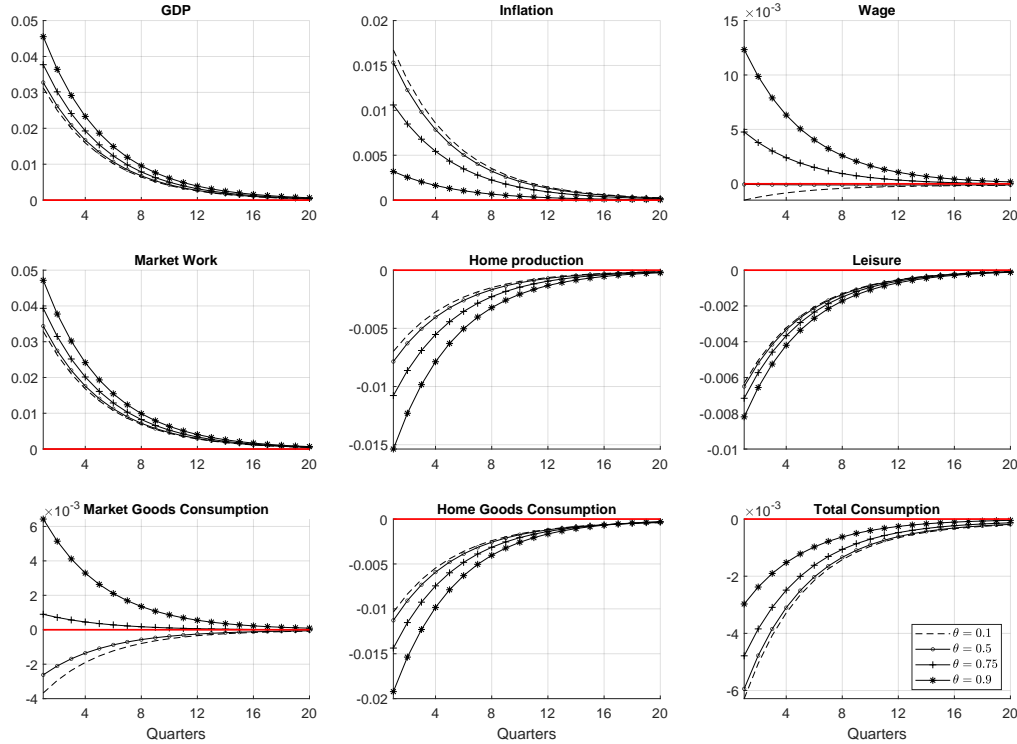 GDP
0.05
0.04
0.03
0.02
0.01
0
4 8 12 16 20
Inflation
0.02
0.015
0.01
0.005
0
4 8 12 16 20
Wage
×10⁻³
15
10
5
0
4 8 12 16 20
Market Work
0.05
0.04
0.03
0.02
0.01
0
4 8 12 16 20
Home production
0
-0.005
-0.01
-0.015
4 8 12 16 20
Leisure
0
-0.002
-0.004
-0.006
-0.008
-0.01
4 8 12 16 20
Market Goods Consumption
×10⁻³
6
4
2
0
-2
-4
4 8 12 16 20
Quarters
Home Goods Consumption
0
-0.005
-0.01
-0.015
-0.02
4 8 12 16 20
Quarters
Total Consumption
×10⁻³
0
-2
-4
-6
θ = 0.1
θ = 0.5
θ = 0.75
θ = 0.9
4 8 12 16 20
Quarters